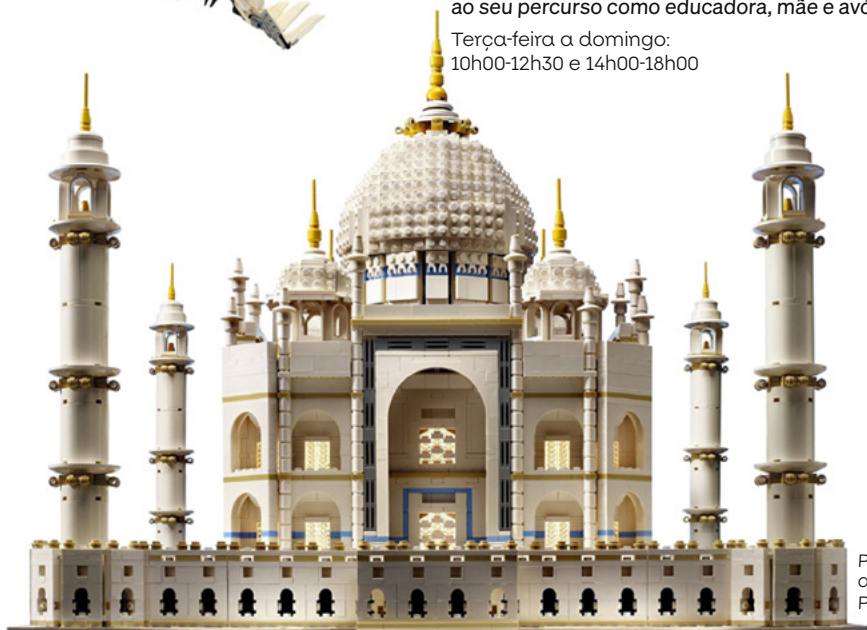 ao seu percurso como educadora, mãe e avó
Terça-feira a domingo:
10h00-12h30 e 14h00-18h00